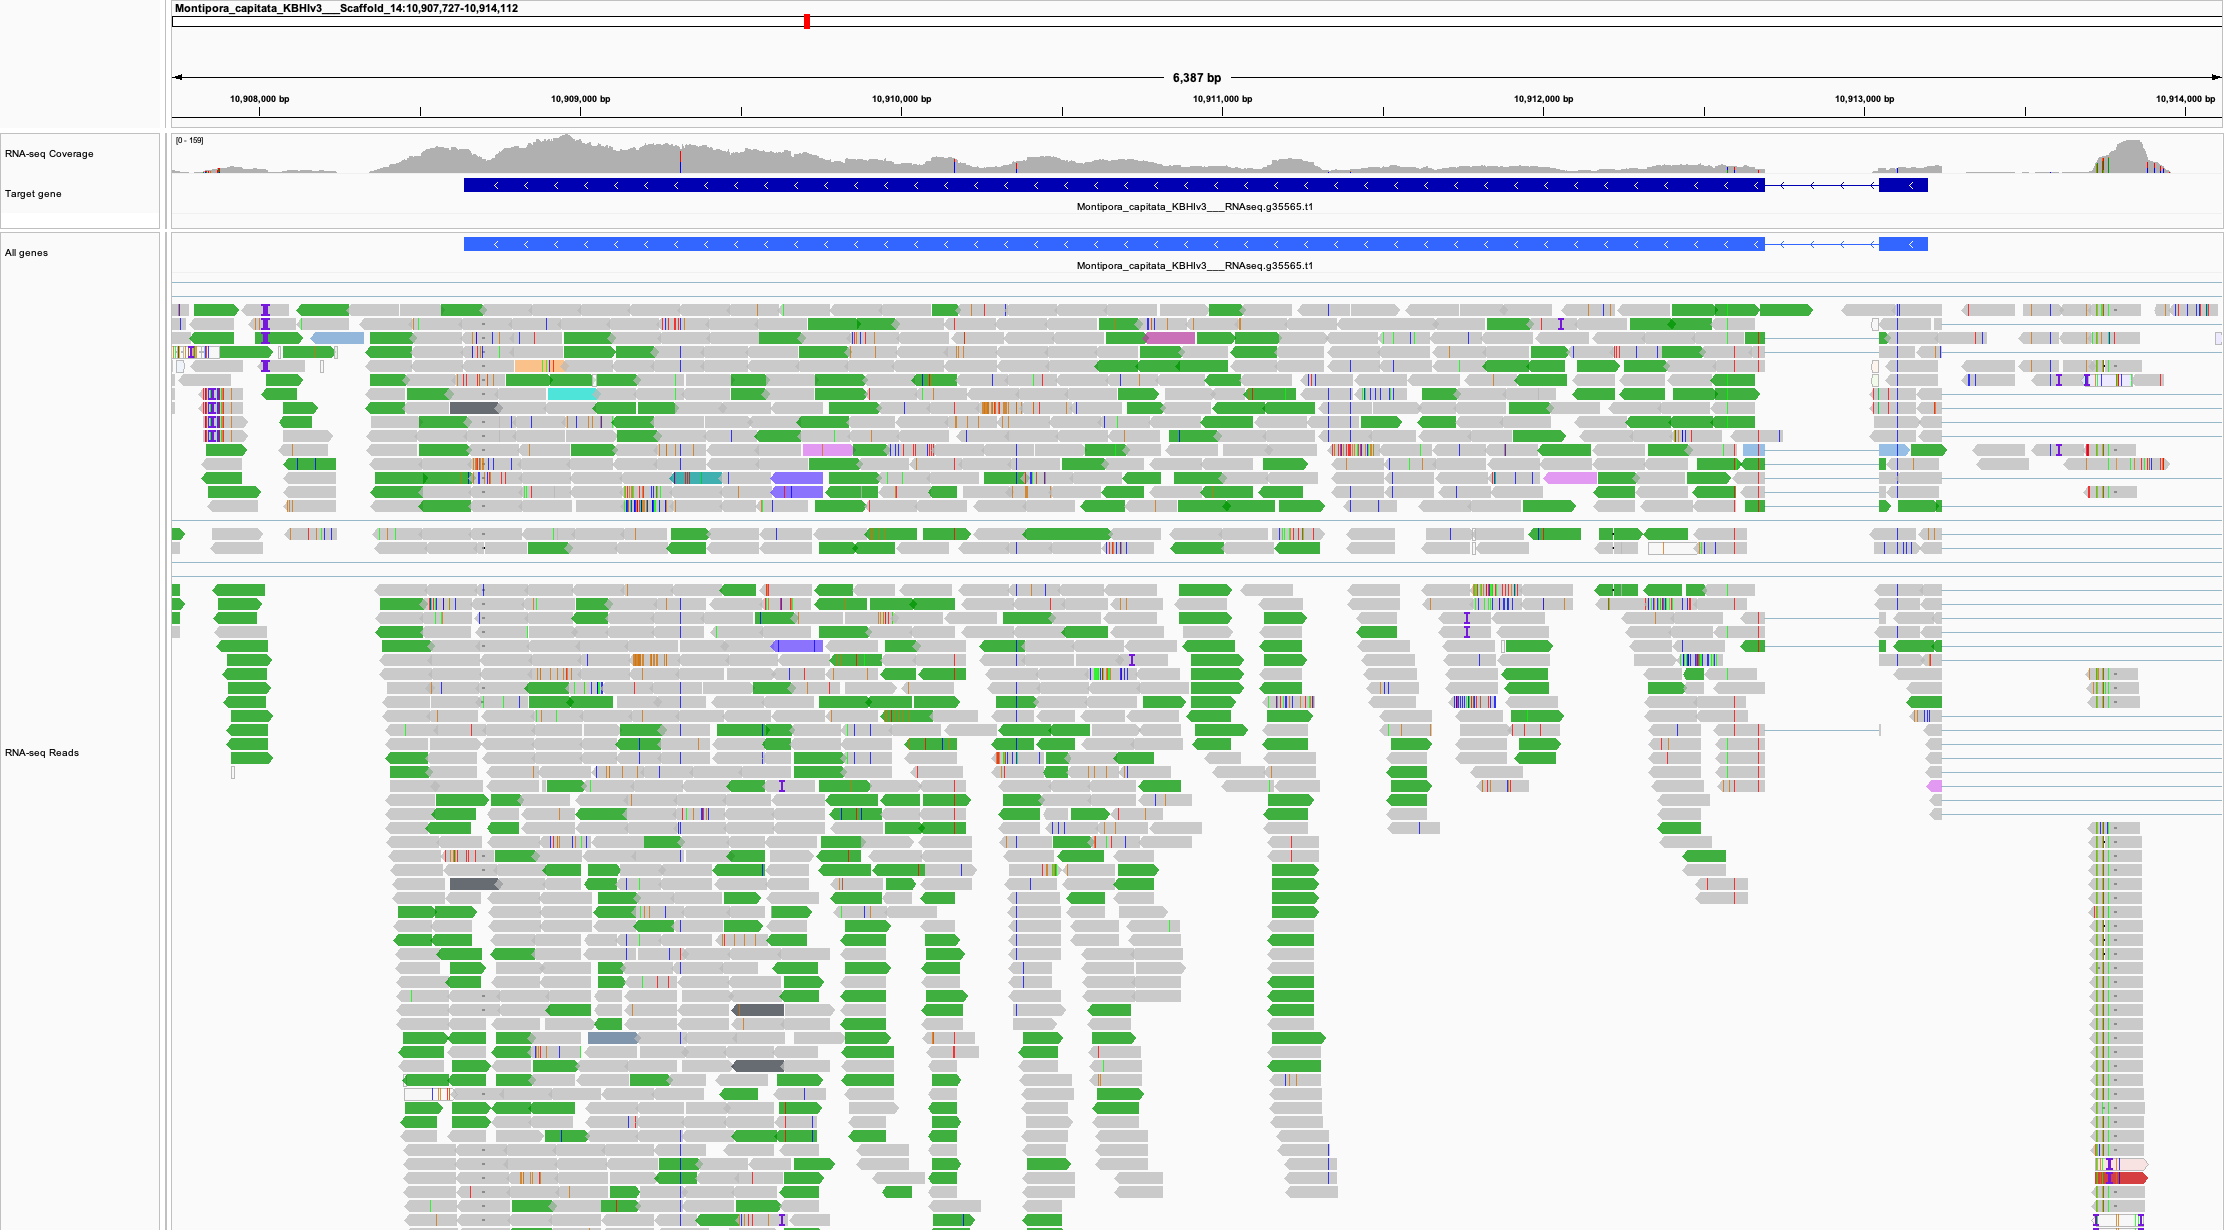 Montipora_capitata_KBHIv3___Scaffold_14:10,907,727-10,914,112
6,387 bp
10,908,000 bp 10,909,000 bp 10,910,000 bp 10,911,000 bp 10,912,000 bp 10,913,000 bp 10,914,000 bp
[0 - 159]
RNA-seq Coverage
Target gene
Montipora_capitata_KBHIv3___RNAseq.g35565.t1
All genes
Montipora_capitata_KBHIv3___RNAseq.g35565.t1
RNA-seq Reads